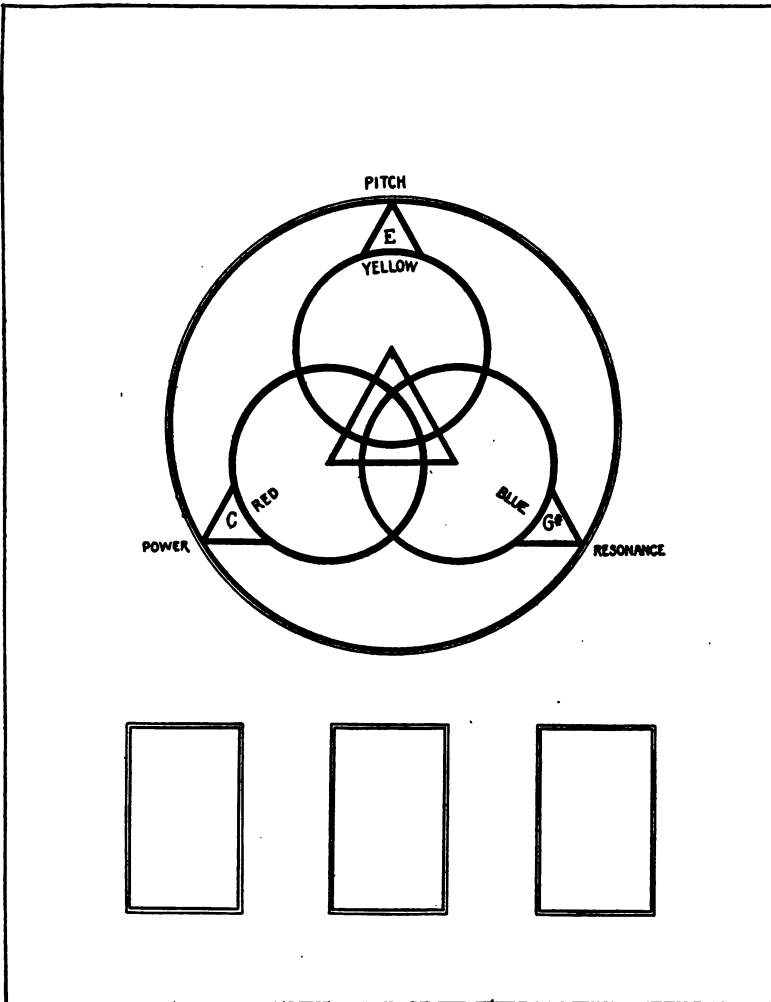 PITCH
E
YELLOW
RED
BLUE
C
G#
POWER
RESONANCE